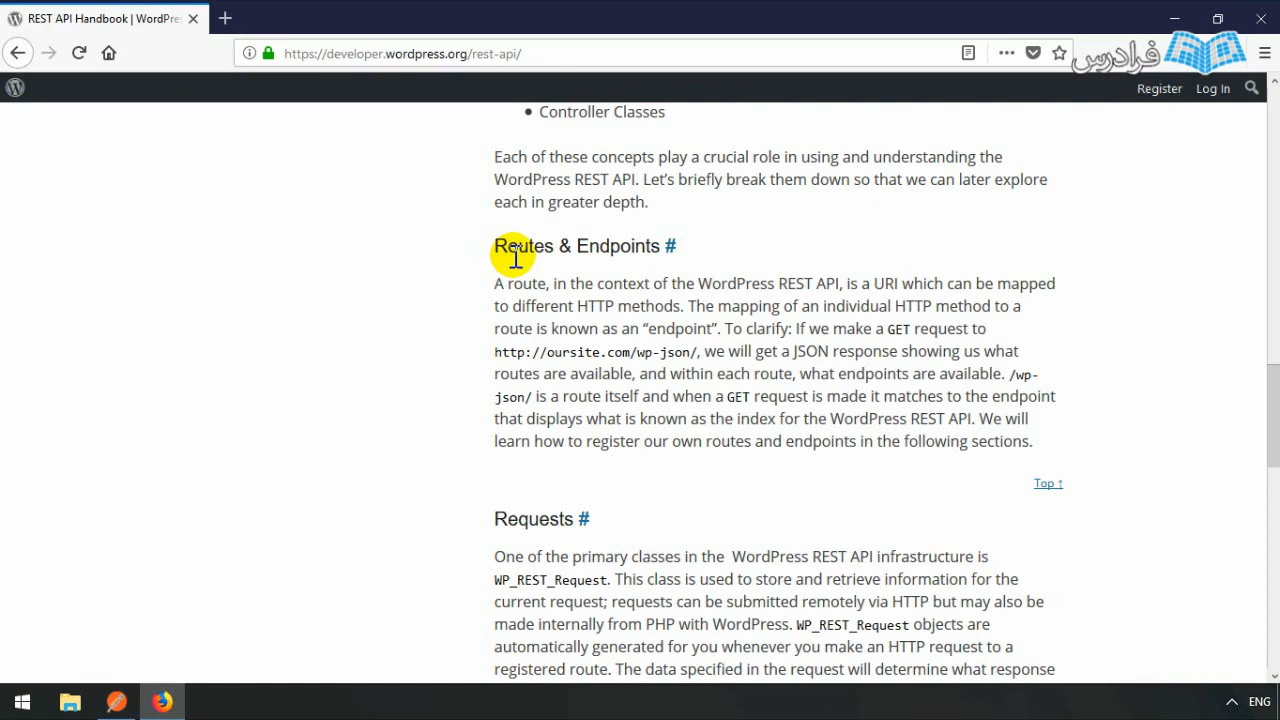 REST API Handbook | WordPre
https://developer.wordpress.org/rest-api/
فرادرس
Register Log In
Controller Classes
Each of these concepts play a crucial role in using and understanding the
WordPress REST API. Let’s briefly break them down so that we can later explore
each in greater depth.
Routes & Endpoints #
A route, in the context of the WordPress REST API, is a URI which can be mapped
to different HTTP methods. The mapping of an individual HTTP method to a
route is known as an “endpoint”. To clarify: If we make a GET request to
http://oursite.com/wp-json/, we will get a JSON response showing us what
routes are available, and within each route, what endpoints are available. /wp-
json/ is a route itself and when a GET request is made it matches to the endpoint
that displays what is known as the index for the WordPress REST API. We will
learn how to register our own routes and endpoints in the following sections.
Top ↑
Requests #
One of the primary classes in the WordPress REST API infrastructure is
WP_REST_Request. This class is used to store and retrieve information for the
current request; requests can be submitted remotely via HTTP but may also be
made internally from PHP with WordPress. WP_REST_Request objects are
automatically generated for you whenever you make an HTTP request to a
registered route. The data specified in the request will determine what response
ENG